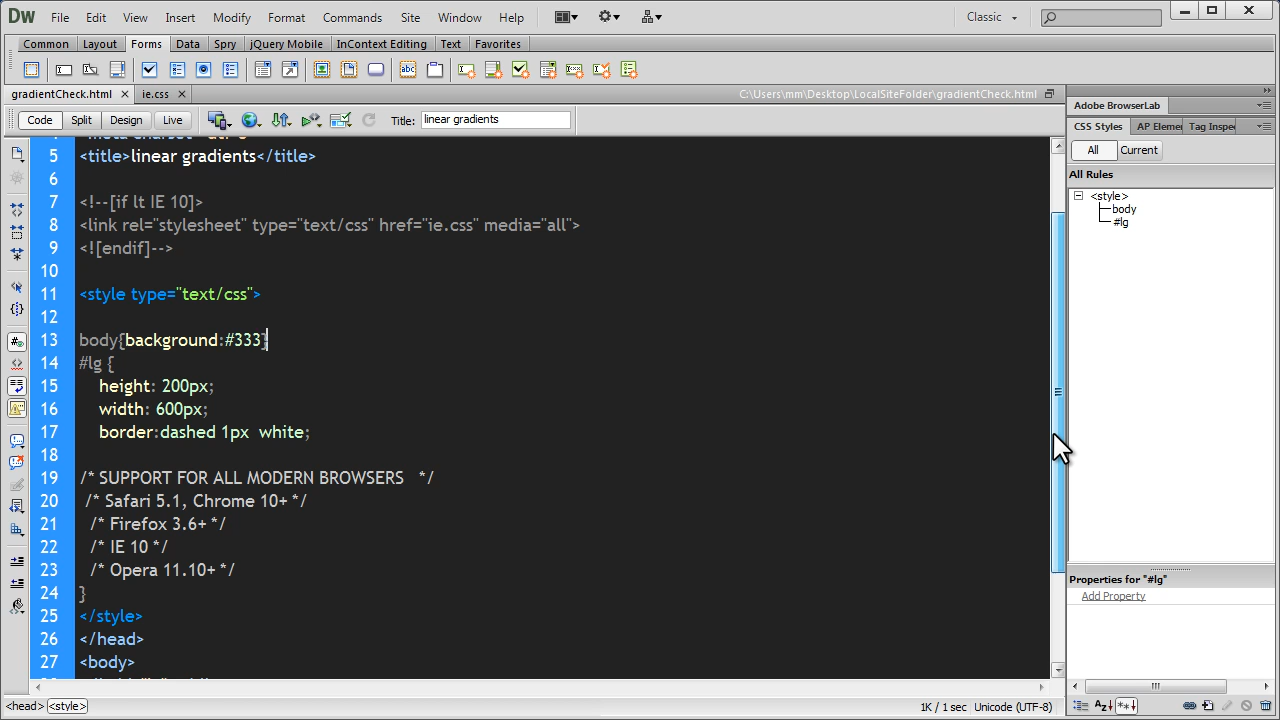 Dw File Edit View Insert Modify Format Commands Site Window Help Classic
Common Layout Forms Data Spry jQuery Mobile InContext Editing Text Favorites
gradientCheck.html × ie.css × C:\Users\mm\Desktop\LocalSiteFolder\gradientCheck.html
Code Split Design Live Title: linear gradients
5 <title>linear gradients</title>
6
7 <!--[if lt IE 10]>
8 <link rel="stylesheet" type="text/css" href="ie.css" media="all">
9 <![endif]-->
10
11 <style type="text/css">
12
13 body{background:#333}
14 #lg {
15 height: 200px;
16 width: 600px;
17 border:dashed 1px  white;
18
19 /* SUPPORT FOR ALL MODERN BROWSERS   */
20 /* Safari 5.1, Chrome 10+ */
21 /* Firefox 3.6+ */
22 /* IE 10 */
23 /* Opera 11.10+ */
24 }
25 </style>
26 </head>
27 <body>
<head> <style> 1K / 1 sec Unicode (UTF-8)
Adobe BrowserLab
CSS Styles AP Elemen Tag Inspec
All Current
All Rules
<style>
body
#lg
Properties for "#lg"
Add Property